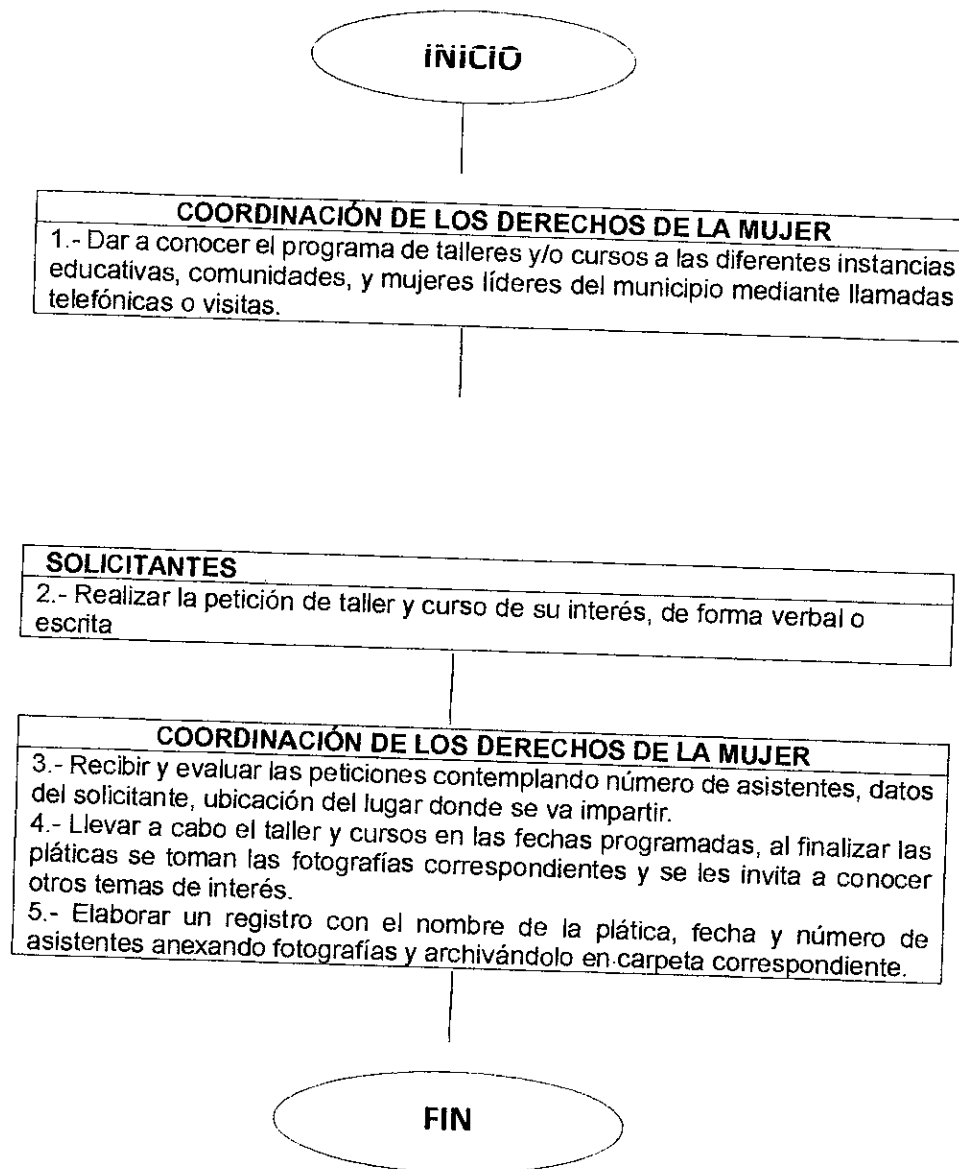 INICIO
COORDINACIÓN DE LOS DERECHOS DE LA MUJER
1.- Dar a conocer el programa de talleres y/o cursos a las diferentes instancias
educativas, comunidades, y mujeres líderes del municipio mediante llamadas
telefónicas o visitas.
SOLICITANTES
2.- Realizar la petición de taller y curso de su interés, de forma verbal o
escrita
COORDINACIÓN DE LOS DERECHOS DE LA MUJER
3.- Recibir y evaluar las peticiones contemplando número de asistentes, datos
del solicitante, ubicación del lugar donde se va impartir.
4.- Llevar a cabo el taller y cursos en las fechas programadas, al finalizar las
pláticas se toman las fotografías correspondientes y se les invita a conocer
otros temas de interés.
5.- Elaborar un registro con el nombre de la plática, fecha y número de
asistentes anexando fotografías y archivándolo en carpeta correspondiente.
FIN